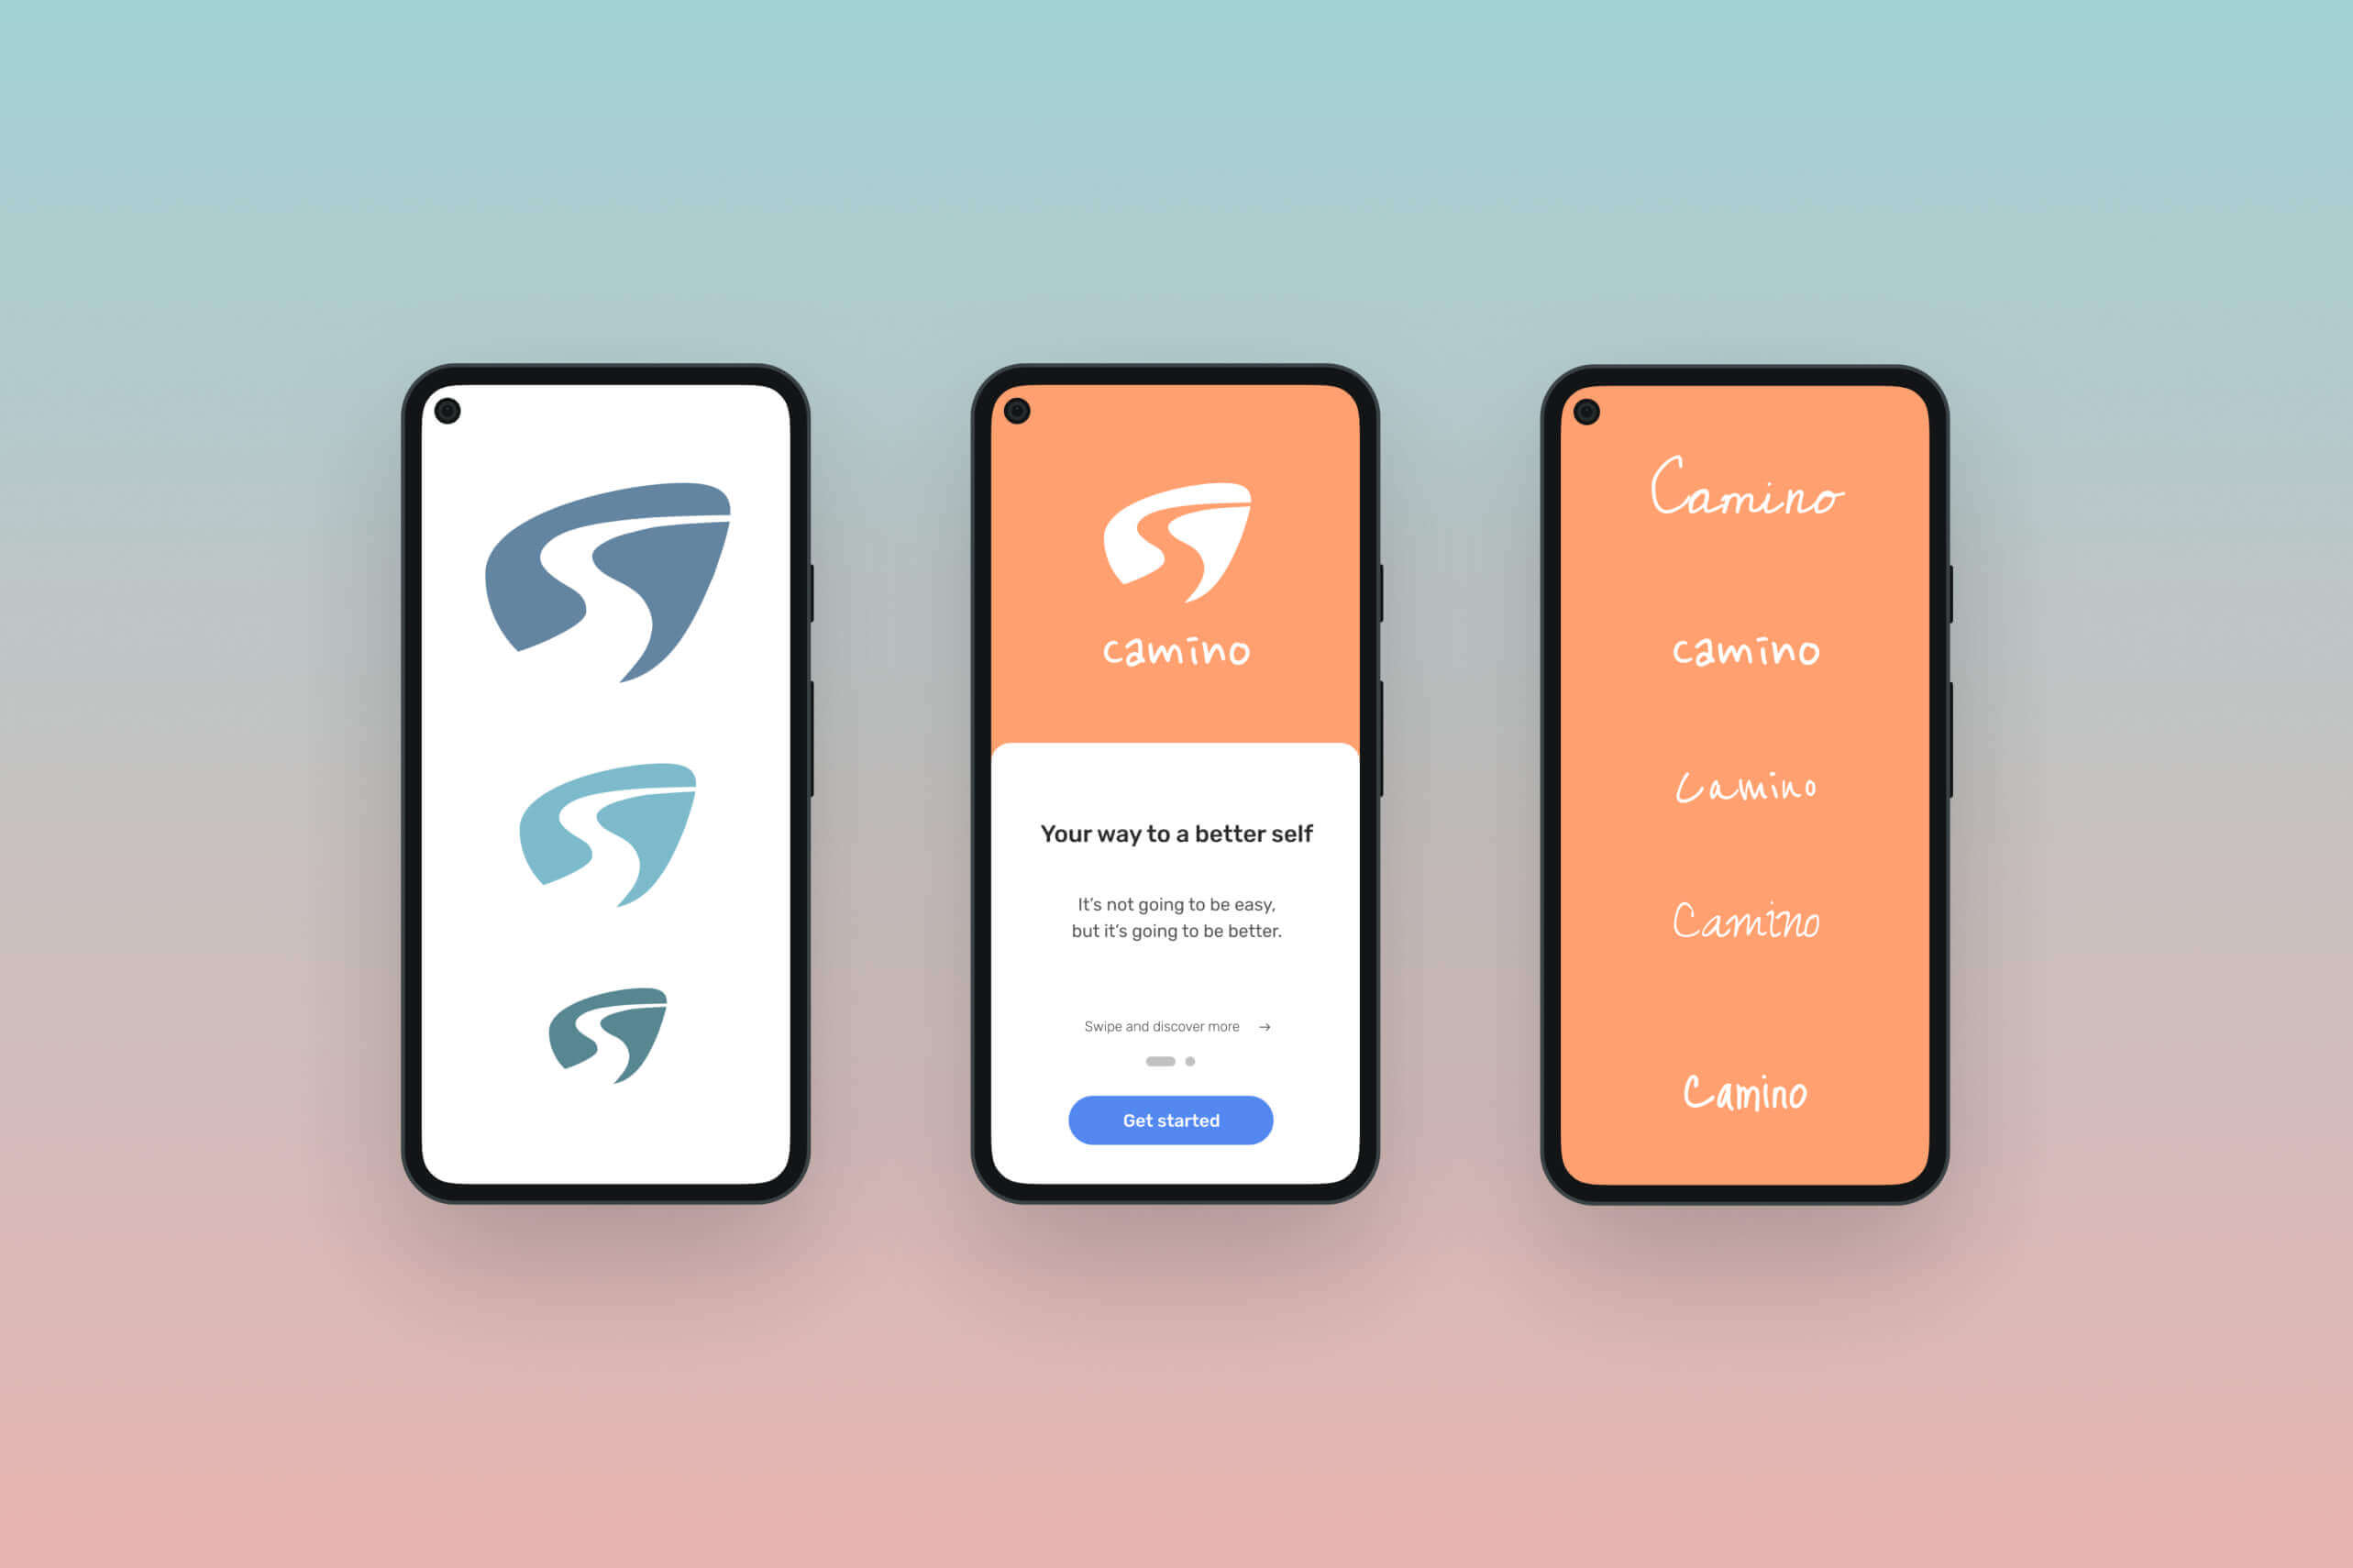 camino
Your way to a better self
It's not going to be easy,
but it's going to be better.
Swipe and discover more →
Get started
Camino
camino
Camino
Camino
Camino